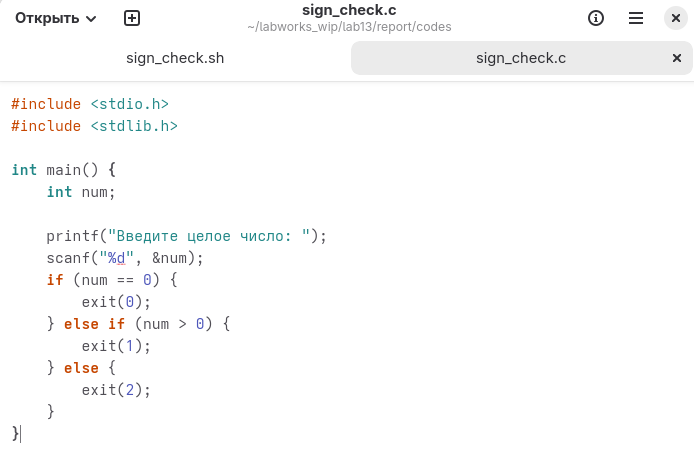 Открыть
sign_check.c
~/labworks_wip/lab13/report/codes
sign_check.sh
sign_check.c
#include <stdio.h>
#include <stdlib.h>
int main() {
    int num;
    printf("Введите целое число: ");
    scanf("%d", &num);
    if (num == 0) {
        exit(0);
    } else if (num > 0) {
        exit(1);
    } else {
        exit(2);
    }
}